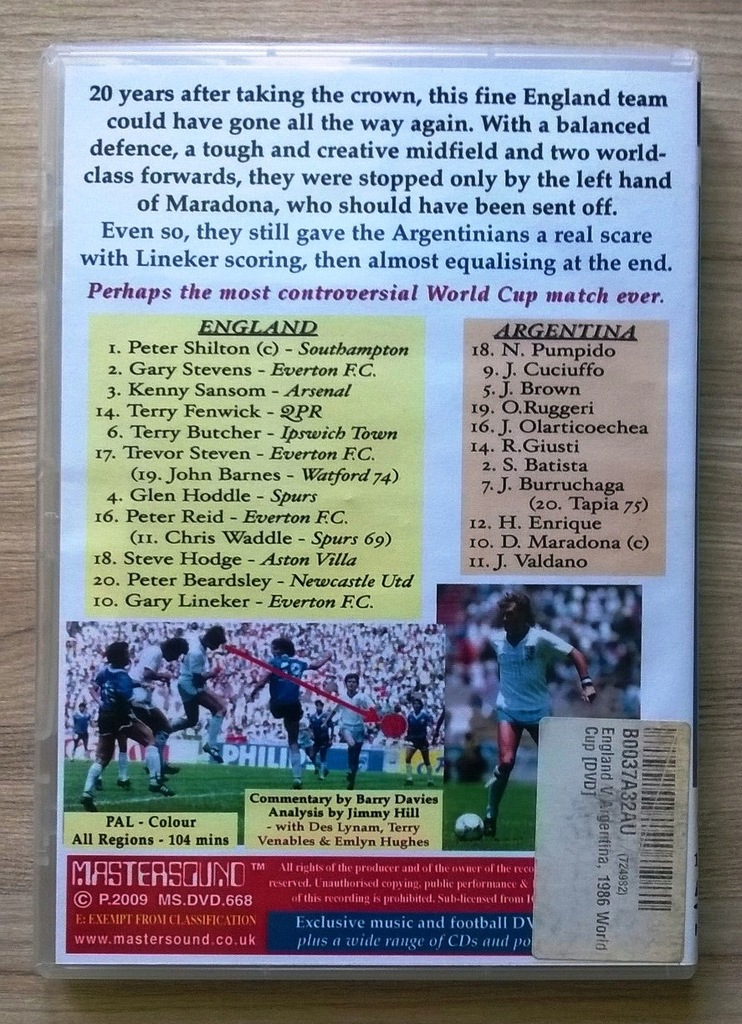 20 years after taking the crown, this fine England team
could have gone all the way again. With a balanced
defence, a tough and creative midfield and two world-
class forwards, they were stopped only by the left hand
of Maradona, who should have been sent off.
Even so, they still gave the Argentinians a real scare
with Lineker scoring, then almost equalising at the end.
Perhaps the most controversial World Cup match ever.
ENGLAND
1. Peter Shilton (c) - Southampton
2. Gary Stevens - Everton F.C.
3. Kenny Sansom - Arsenal
14. Terry Fenwick - QPR
6. Terry Butcher - Ipswich Town
17. Trevor Steven - Everton F.C.
(19. John Barnes - Watford 74)
4. Glen Hoddle - Spurs
16. Peter Reid - Everton F.C.
(11. Chris Waddle - Spurs 69)
18. Steve Hodge - Aston Villa
20. Peter Beardsley - Newcastle Utd
10. Gary Lineker - Everton F.C.
ARGENTINA
18. N. Pumpido
9. J. Cuciuffo
5. J. Brown
19. O.Ruggeri
16. J. Olarticoechea
14. R.Giusti
2. S. Batista
7. J. Burruchaga
(20. Tapia 75)
12. H. Enrique
10. D. Maradona (c)
11. J. Valdano
PHILIP
PAL - Colour
All Regions - 104 mins
Commentary by Barry Davies
Analysis by Jimmy Hill
- with Des Lynam, Terry
Venables & Emlyn Hughes
MASTERSOUND ™
© P.2009 MS.DVD.668
E: EXEMPT FROM CLASSIFICATION
www.mastersound.co.uk
All rights of the producer and of the owner of the reco
reserved. Unauthorised copying, public performance &
of this recording is prohibited. Sub-licensed from
Exclusive music and football DV
plus a wide range of CDs and po
B0037A32AU (724982)
England V Argentina, 1986 World
Cup [DVD]